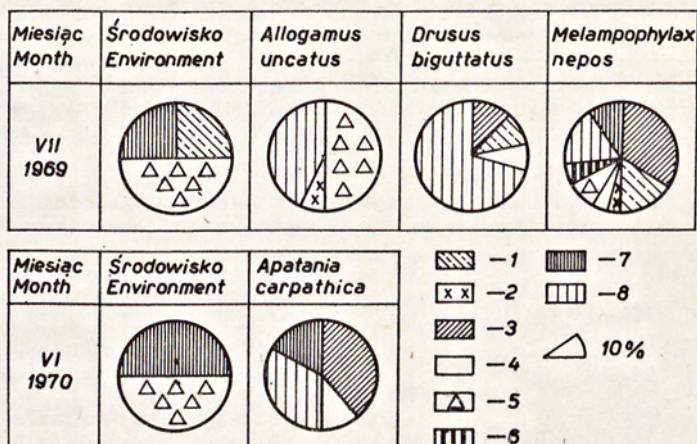 Miesiąc
Month
Środowisko
Environment
Allogamus
uncatus
Drusus
biguttatus
Melampophylax
nepos
VII
1969
x
x
Miesiąc
Month
Środowisko
Environment
Apatania
carpathica
VI
1970
—1
x x —2
—3
—4
—5
—6
—7
—8
10%